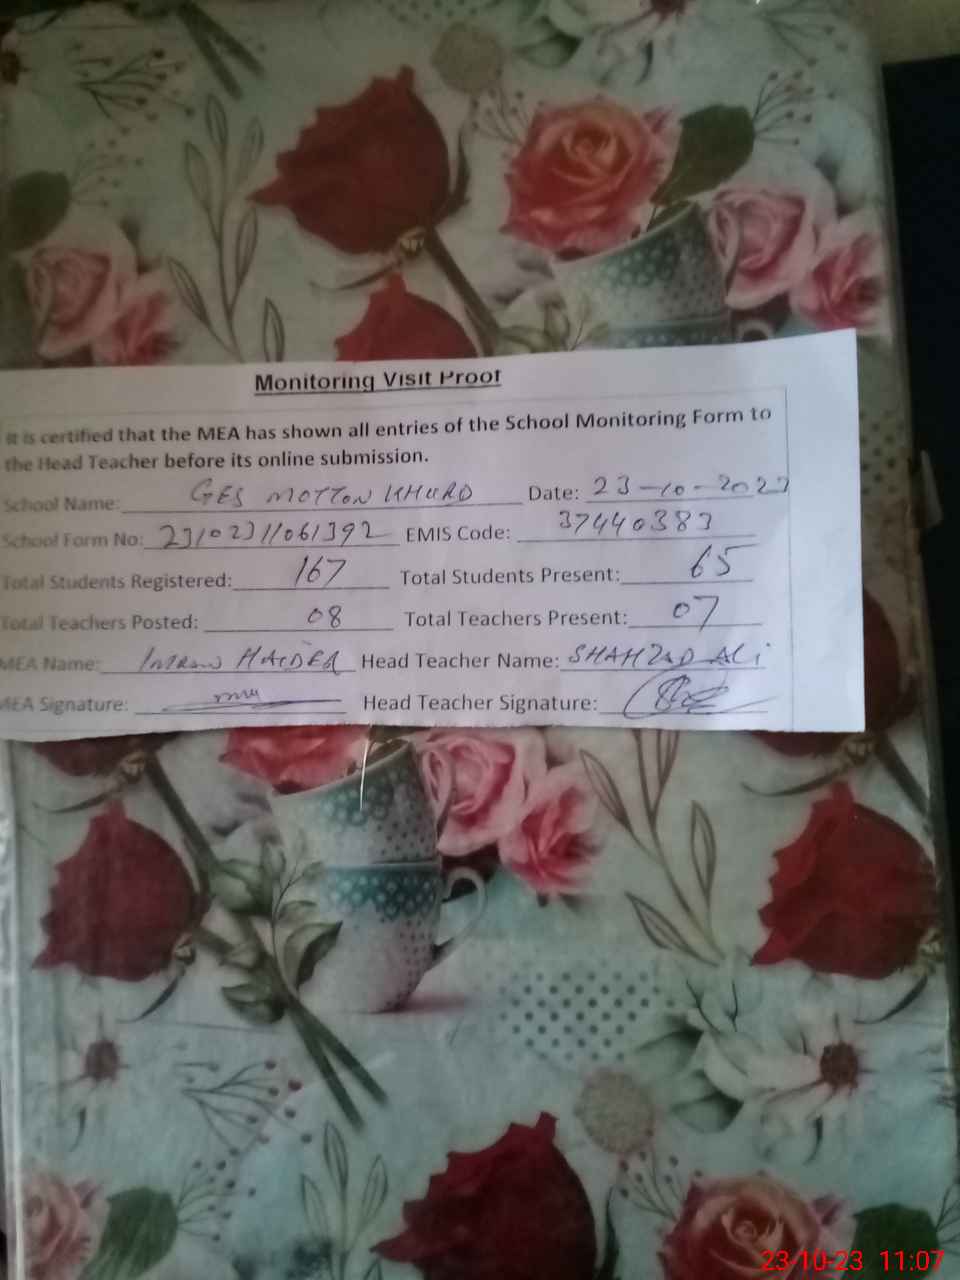 Monitoring Visit Proof
It is certified that the MEA has shown all entries of the School Monitoring Form to
the Head Teacher before its online submission.
School Name: GES MOTTON KHURD Date: 23-10-2023
School Form No: 23102311061392 EMIS Code: 37440383
Total Students Registered: 167 Total Students Present: 65
Total Teachers Posted: 08 Total Teachers Present: 07
MEA Name: IMRAN HAIDER Head Teacher Name: SHAHZAD ALI
MEA Signature: Head Teacher Signature:
23-10-23 11:07